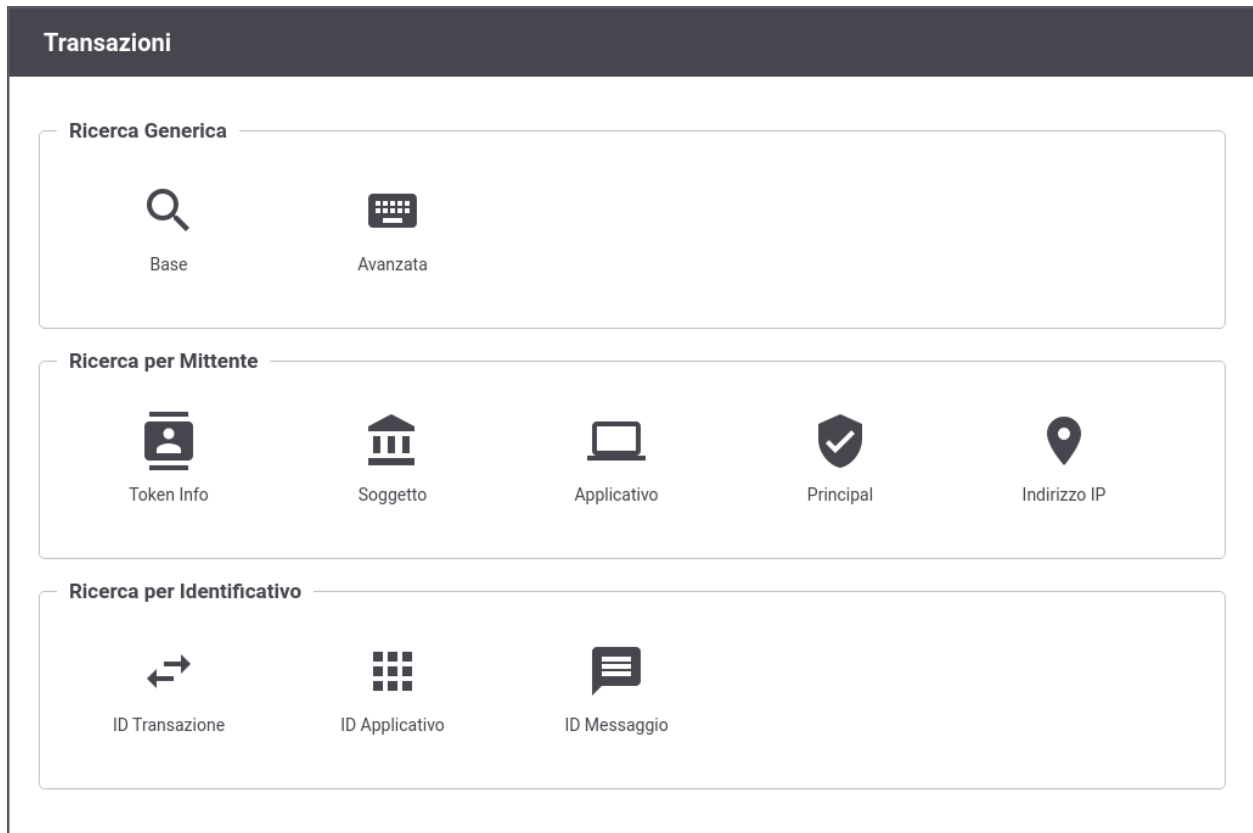 Transazioni
Ricerca Generica
Base Avanzata
Ricerca per Mittente
Token Info Soggetto Applicativo Principal Indirizzo IP
Ricerca per Identificativo
ID Transazione ID Applicativo ID Messaggio